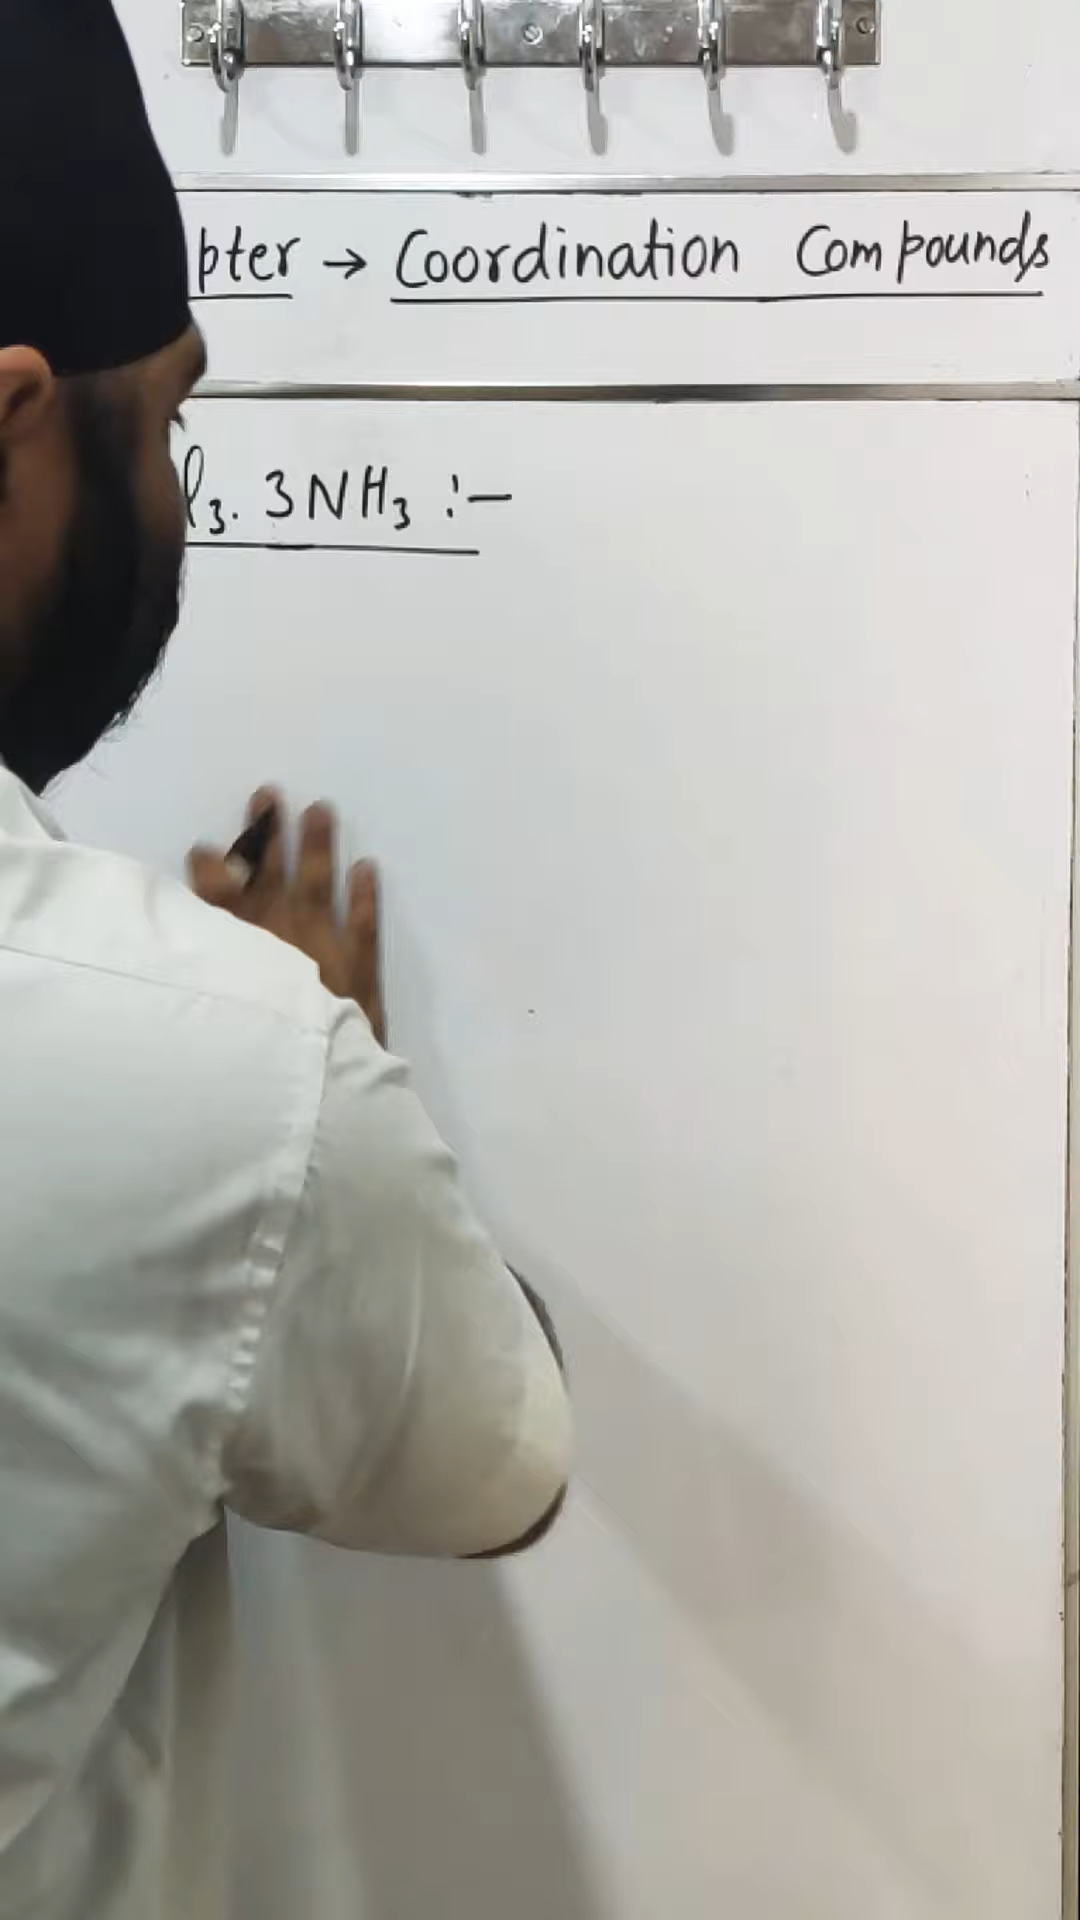 pter → Coordination Compounds
l3. 3NH3 :-